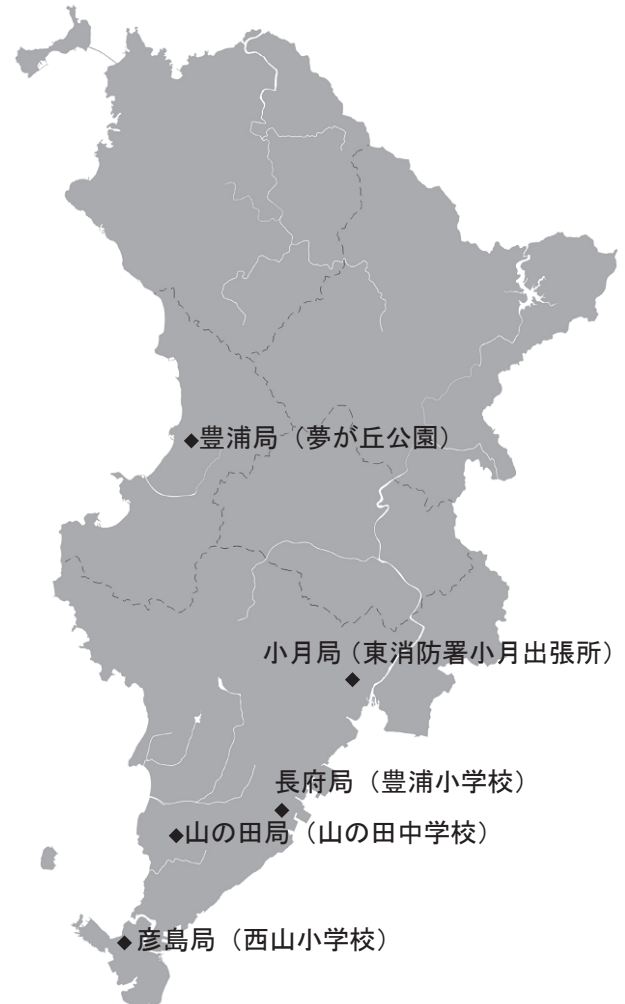 豊浦局（夢が丘公園）
小月局（東消防署小月出張所）
長府局（豊浦小学校）
山の田局（山の田中学校）
彦島局（西山小学校）